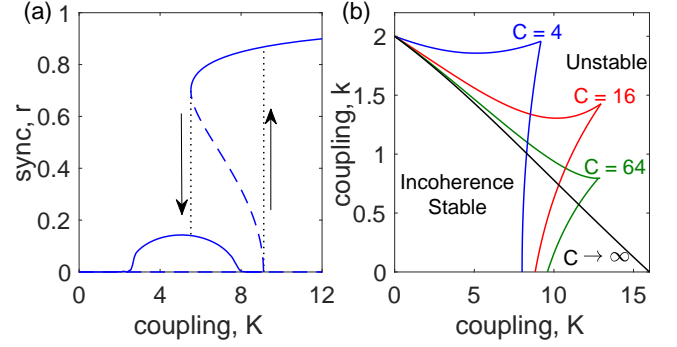 (a)
1
0.8
0.6
0.4
0.2
0
0 4 8 12
sync, r
coupling, K
(b)
2
1.5
1
0.5
0
0 5 10 15
coupling, k
coupling, K
C = 4
Unstable
C = 16
C = 64
Incoherence
Stable
C → ∞